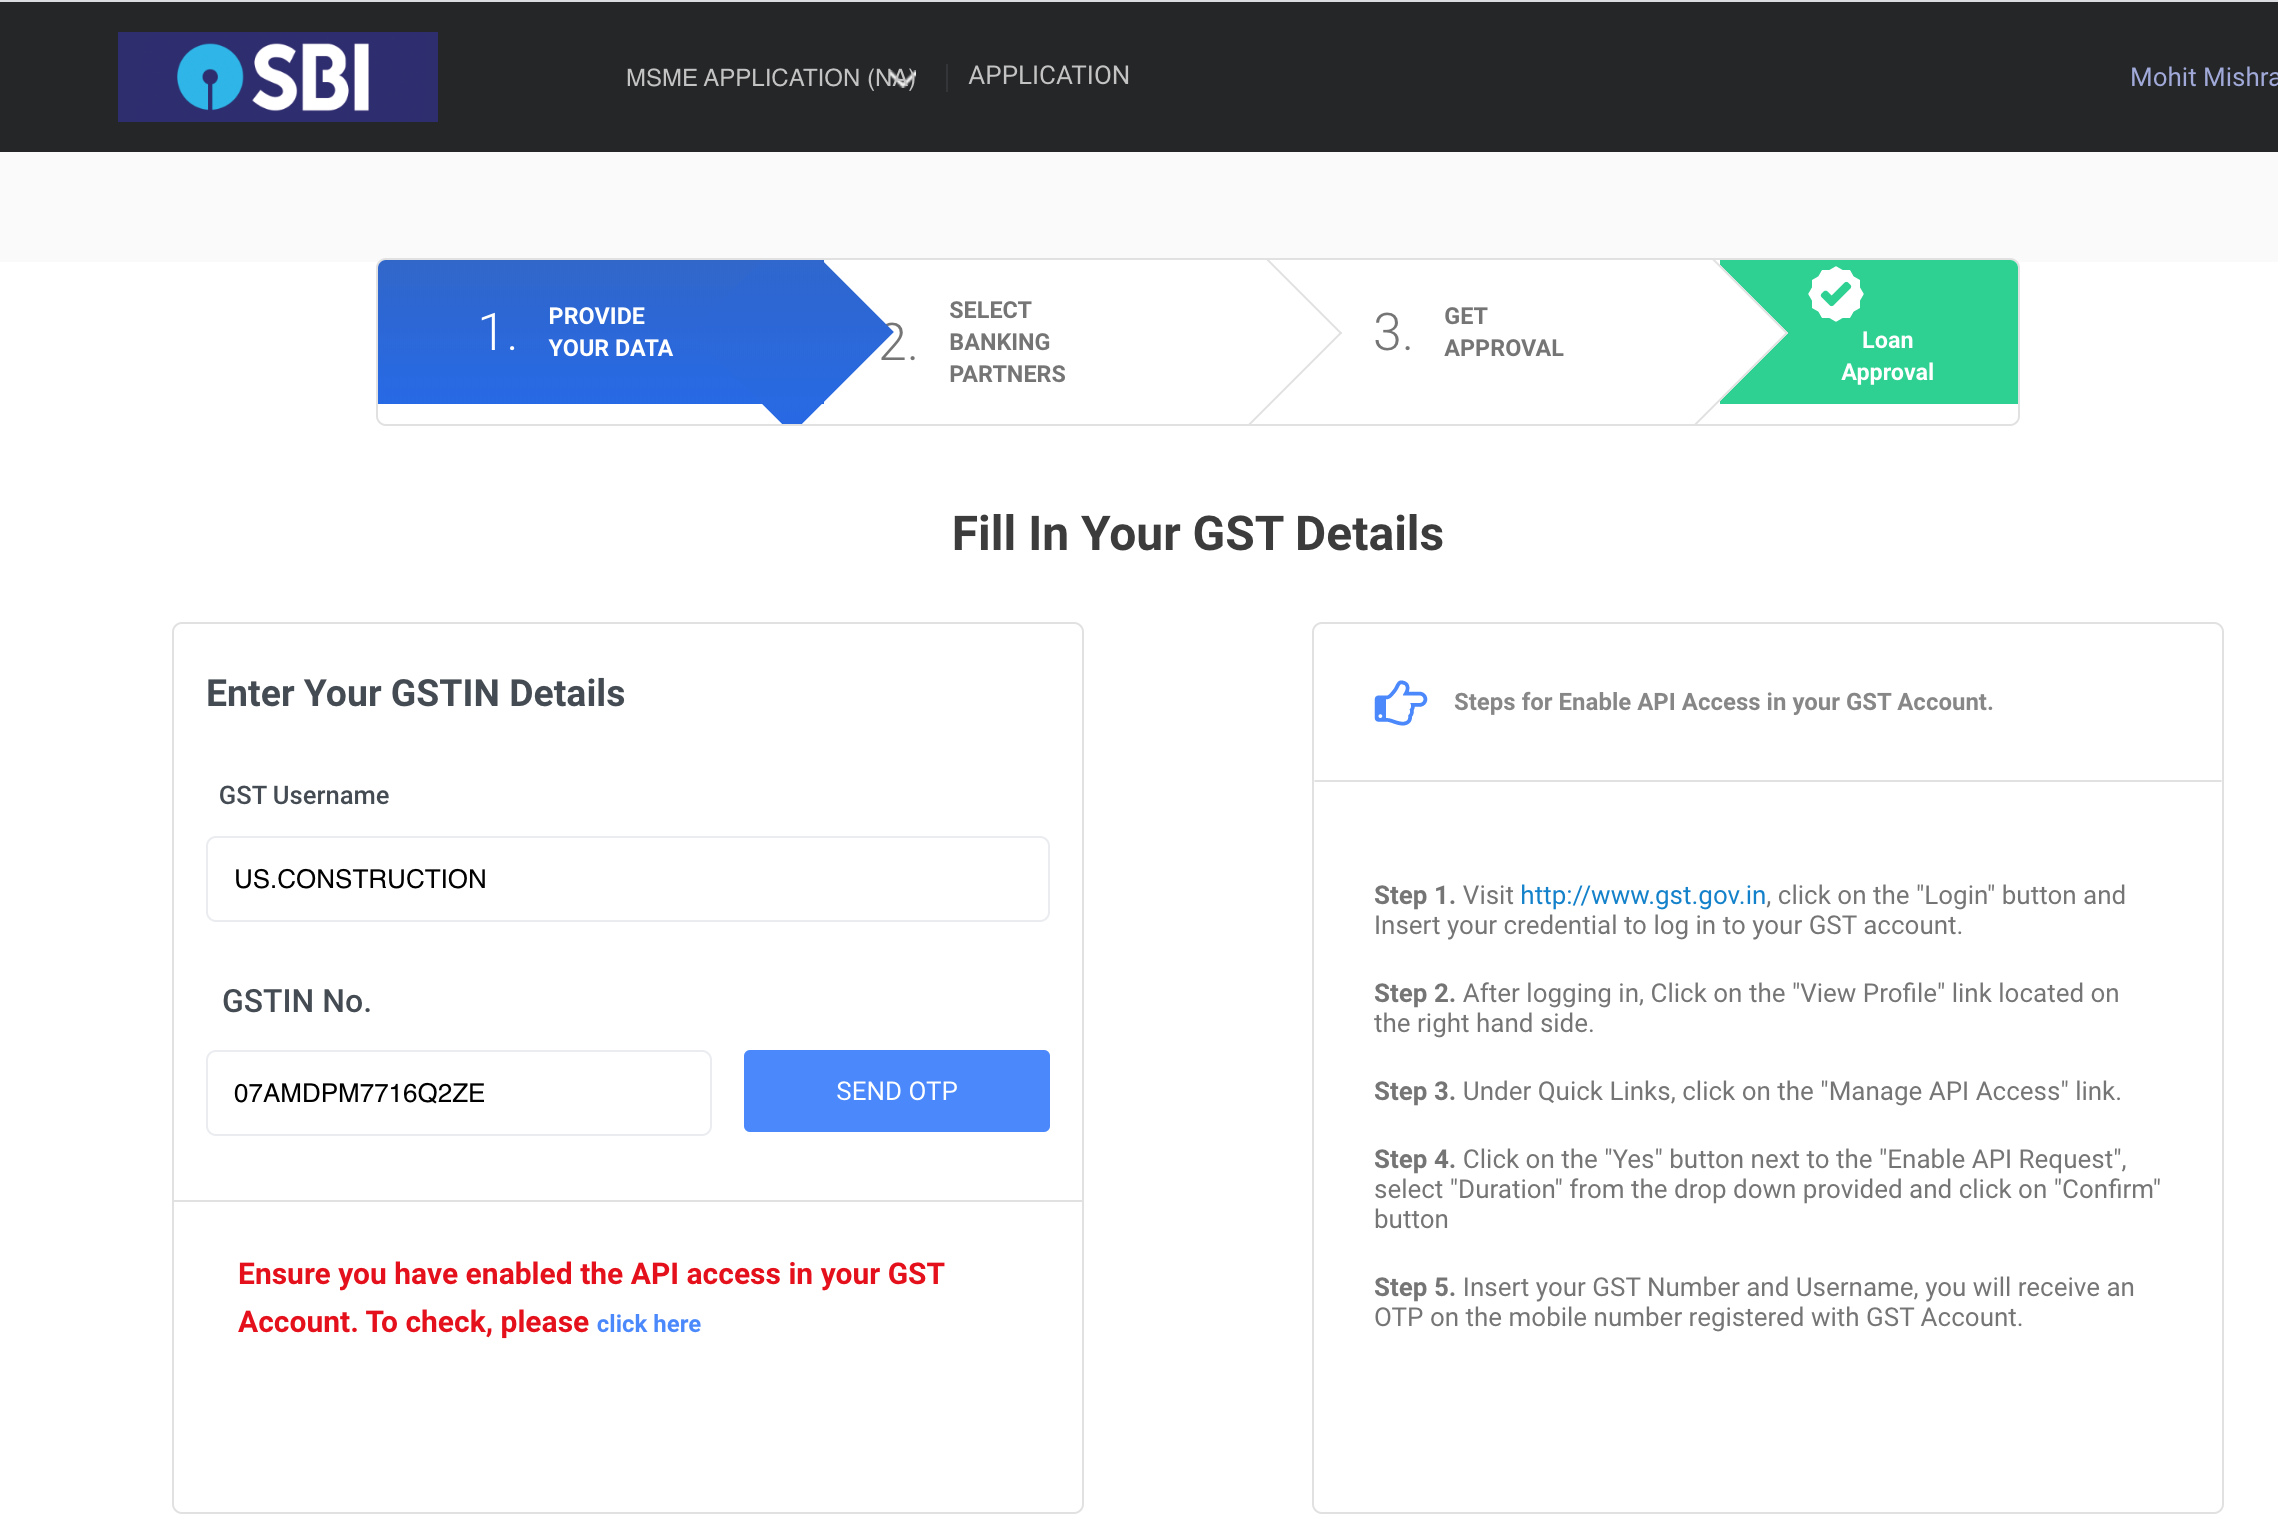 SBI
MSME APPLICATION (NA)
APPLICATION
Mohit Mishra
1.
PROVIDE
YOUR DATA
2.
SELECT
BANKING
PARTNERS
3.
GET
APPROVAL
Loan
Approval
Fill In Your GST Details
Enter Your GSTIN Details
GST Username
US.CONSTRUCTION
GSTIN No.
07AMDPM7716Q2ZE
SEND OTP
Ensure you have enabled the API access in your GST
Account. To check, please click here
Steps for Enable API Access in your GST Account.
Step 1. Visit http://www.gst.gov.in, click on the "Login" button and
Insert your credential to log in to your GST account.
Step 2. After logging in, Click on the "View Profile" link located on
the right hand side.
Step 3. Under Quick Links, click on the "Manage API Access" link.
Step 4. Click on the "Yes" button next to the "Enable API Request",
select "Duration" from the drop down provided and click on "Confirm"
button
Step 5. Insert your GST Number and Username, you will receive an
OTP on the mobile number registered with GST Account.